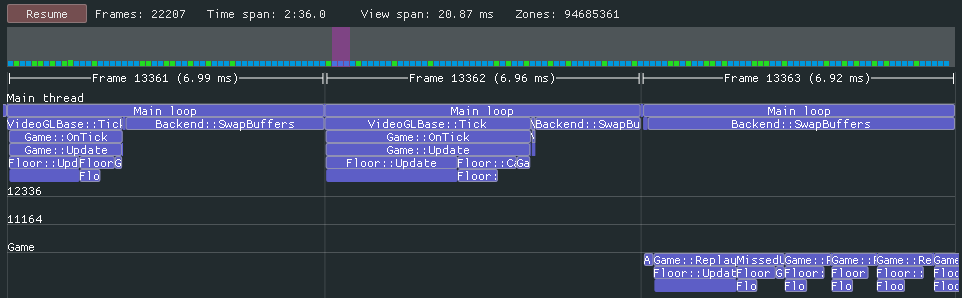 Resume Frames: 22207 Time span: 2:36.0 View span: 20.87 ms Zones: 94685361
Frame 13361 (6.99 ms) Frame 13362 (6.96 ms) Frame 13363 (6.92 ms)
Main thread
Main loop Main loop Main loop
VideoGLBase::Tick Backend::SwapBuffers VideoGLBase::Tick Backend::SwapBu Backend::SwapBuffers
Game::OnTick Game::OnTick
Game::Update Game::Update
Floor::Upd Floor G Floor::Update Floor::Ca Ga
Flo Floor:
12336
11164
Game
A Game::Replay MissedU Game::F Game::F Game::Re Game
Floor::Updat Floor G Floor: Floor Floor:: Floo
Floo Flo Flo Flo Flo